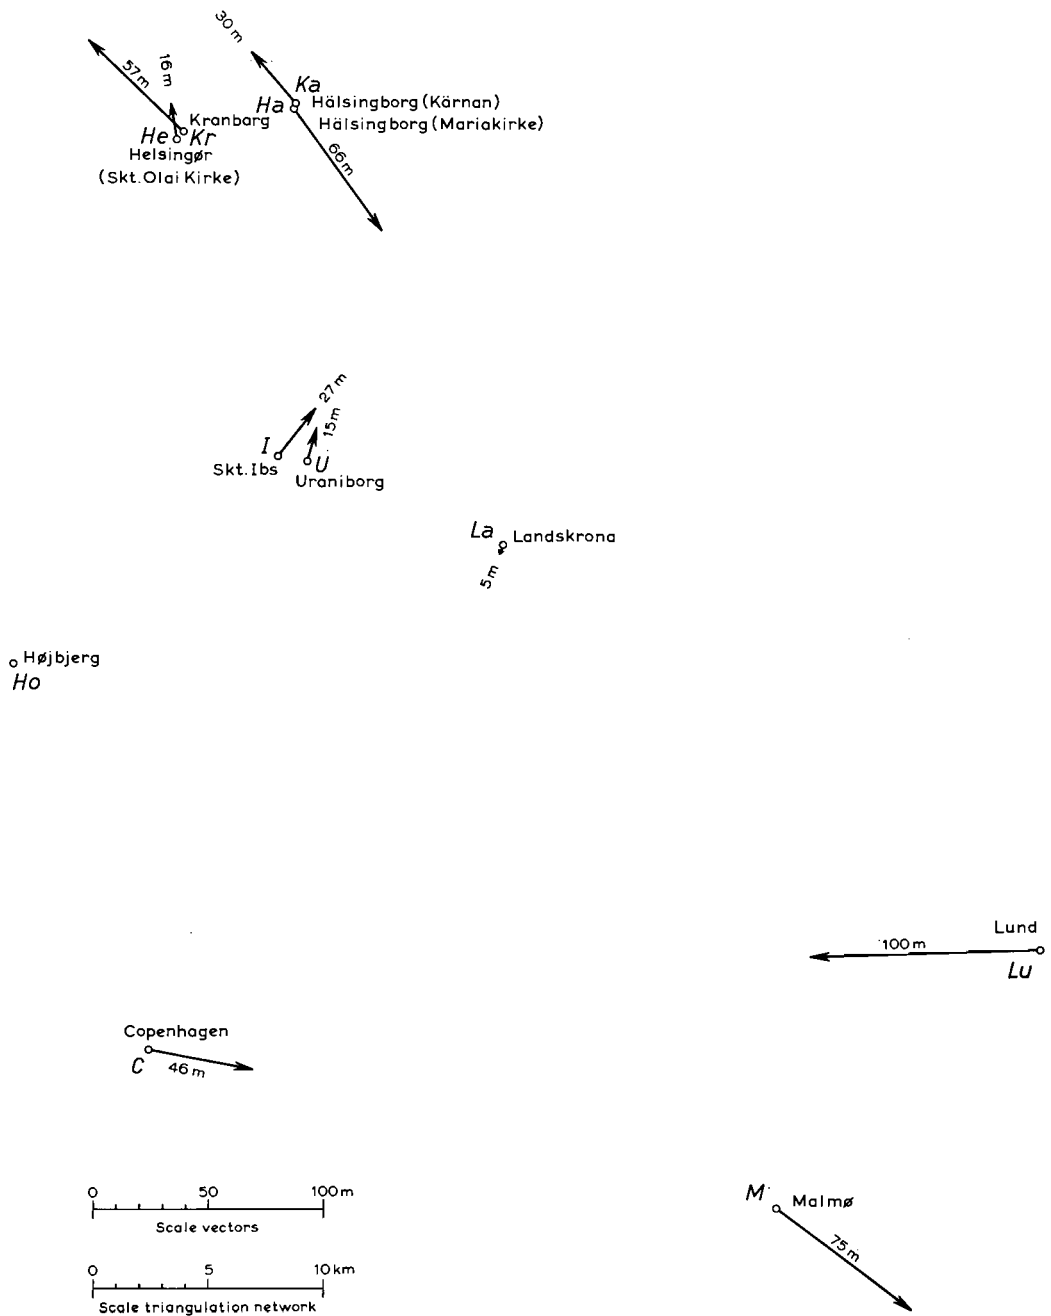 30 m
57 m
16 m
Ka
Ha
Hälsingborg (Kärnan)
Hälsingborg (Mariakirke)
Kranbarg
He Kr
Helsingør
(Skt. Olai Kirke)
66 m
27 m
15 m
I
Skt. Ibs
U
Uraniborg
La
Landskrona
5 m
Højbjerg
Ho
Lund
100 m
Lu
Copenhagen
C
46 m
0 50 100 m
Scale vectors
M
Malmø
75 m
0 5 10 km
Scale triangulation network